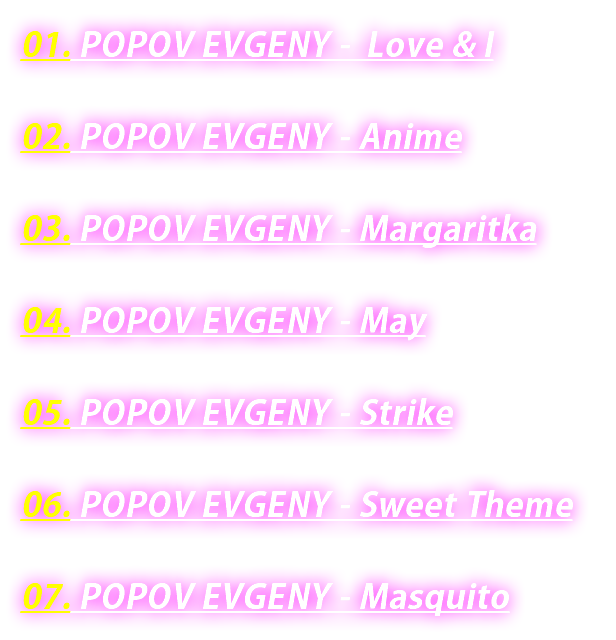 01. POPOV EVGENY - Love & I
02. POPOV EVGENY - Anime
03. POPOV EVGENY - Margaritka
04. POPOV EVGENY - May
05. POPOV EVGENY - Strike
06. POPOV EVGENY - Sweet Theme
07. POPOV EVGENY - Masquito